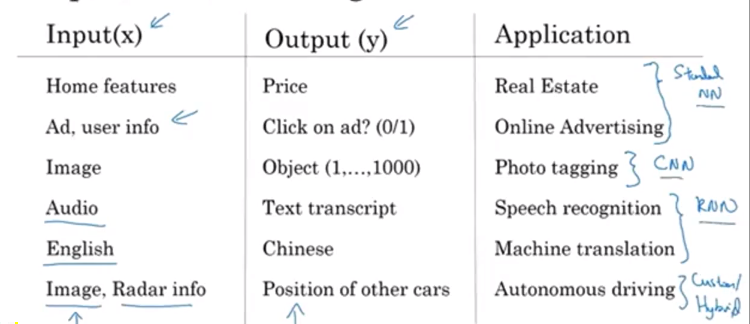 Input(x) Output (y) Application
Home features Price Real Estate
Ad, user info Click on ad? (0/1) Online Advertising
Standard
NN
Image Object (1,...,1000) Photo tagging CNN
Audio Text transcript Speech recognition RNN
English Chinese Machine translation
Image, Radar info Position of other cars Autonomous driving Custom/
Hybrid